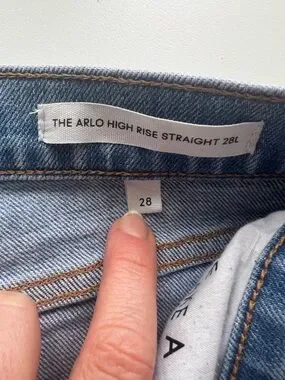 THE ARLO HIGH RISE STRAIGHT 28L
28
A